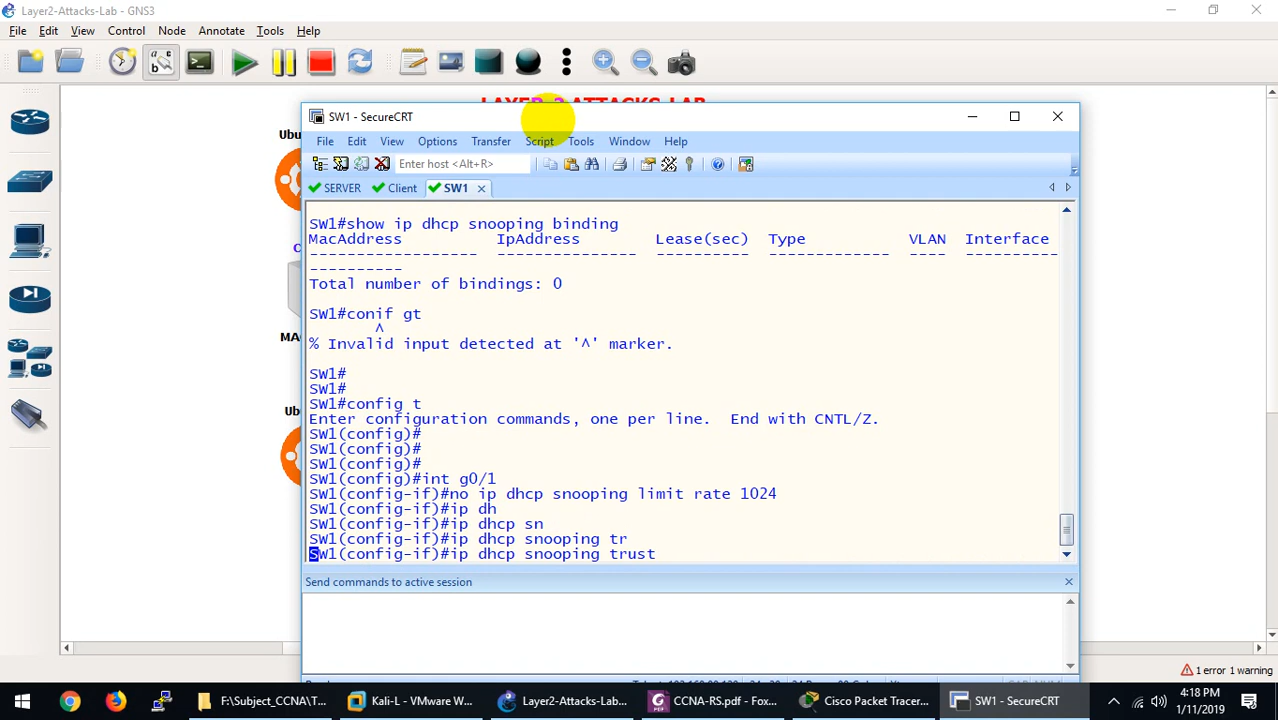 Layer2-Attacks-Lab - GNS3
File Edit View Control Node Annotate Tools Help
SW1 - SecureCRT
File Edit View Options Transfer Script Tools Window Help
Enter host <Alt+R>
SERVER Client SW1
SW1#show ip dhcp snooping binding
MacAddress IpAddress Lease(sec) Type VLAN Interface
------------------ --------------- ---------- ------------- ---- ----------
----------
Total number of bindings: 0
SW1#conif gt
^
% Invalid input detected at '^' marker.
SW1#
SW1#
SW1#config t
Enter configuration commands, one per line. End with CNTL/Z.
SW1(config)#
SW1(config)#
SW1(config)#
SW1(config)#int g0/1
SW1(config-if)#no ip dhcp snooping limit rate 1024
SW1(config-if)#ip dh
SW1(config-if)#ip dhcp sn
SW1(config-if)#ip dhcp snooping tr
SW1(config-if)#ip dhcp snooping trust
Send commands to active session
1 error 1 warning
F:\Subject_CCNA\T...
Kali-L - VMware W...
Layer2-Attacks-Lab...
CCNA-RS.pdf - Fox...
Cisco Packet Tracer...
SW1 - SecureCRT
4:18 PM
1/11/2019